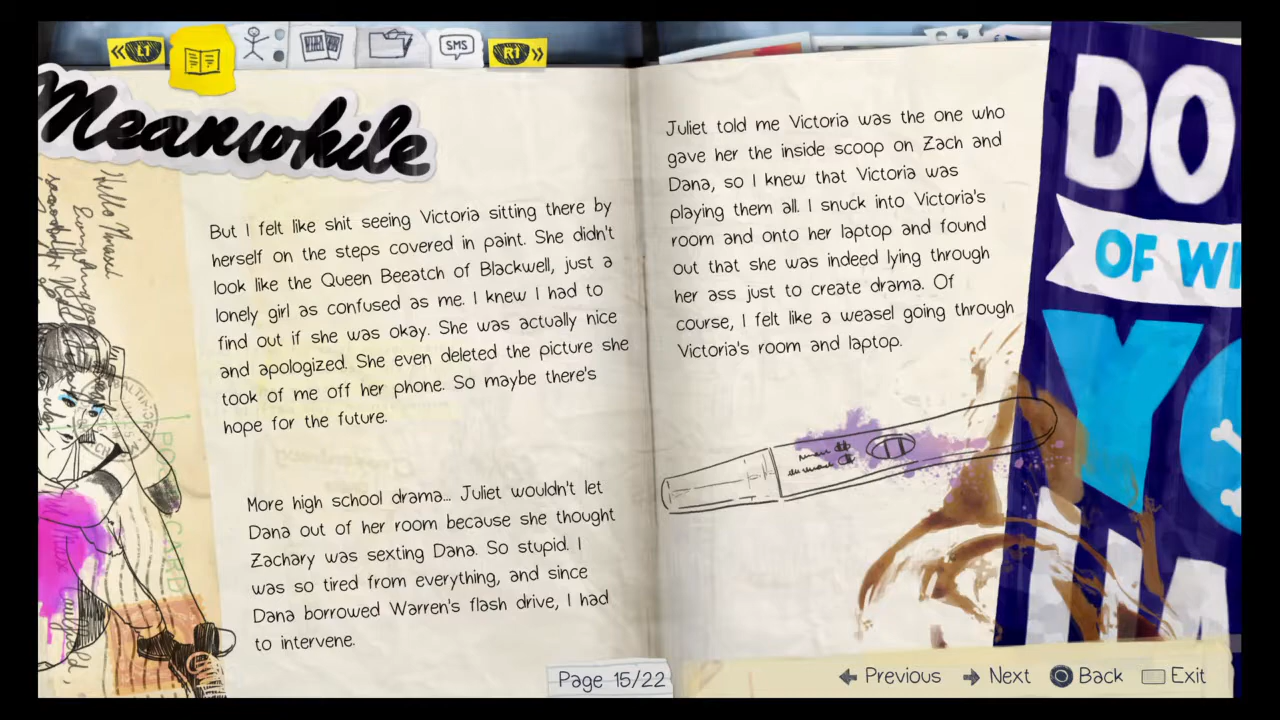 L1
SMS
R1
Meanwhile
But I felt like shit seeing Victoria sitting there by
herself on the steps covered in paint. She didn't
look like the Queen Beeatch of Blackwell, just a
lonely girl as confused as me. I knew I had to
find out if she was okay. She was actually nice
and apologized. She even deleted the picture she
took of me off her phone. So maybe there's
hope for the future.
More high school drama... Juliet wouldn't let
Dana out of her room because she thought
Zachary was sexting Dana. So stupid. I
was so tired from everything, and since
Dana borrowed Warren's flash drive, I had
to intervene.
Juliet told me Victoria was the one who
gave her the inside scoop on Zach and
Dana, so I knew that Victoria was
playing them all. I snuck into Victoria's
room and onto her laptop and found
out that she was indeed lying through
her ass just to create drama. Of
course, I felt like a weasel going through
Victoria's room and laptop.
DO
OF
YO
POSTCARD
Page 15/22
Previous
Next
Back
Exit